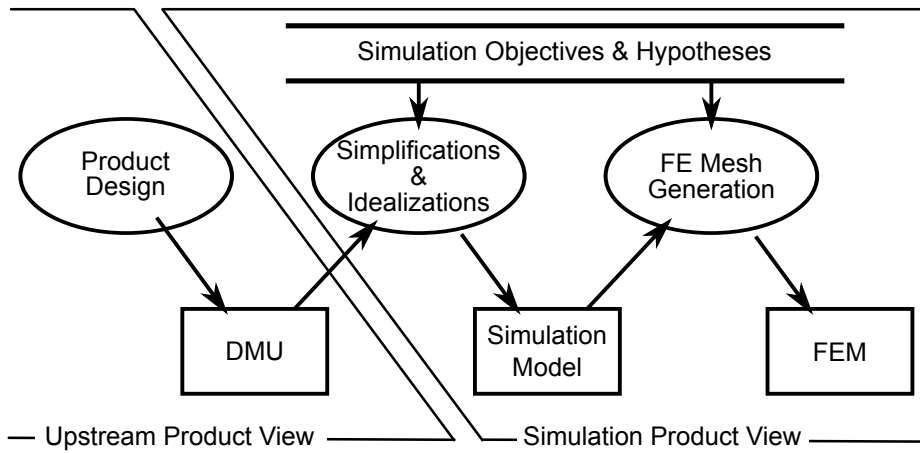 Simulation Objectives & Hypotheses
Product
Design
Simplifications
&
Idealizations
FE Mesh
Generation
DMU
Simulation
Model
FEM
Upstream Product View
Simulation Product View